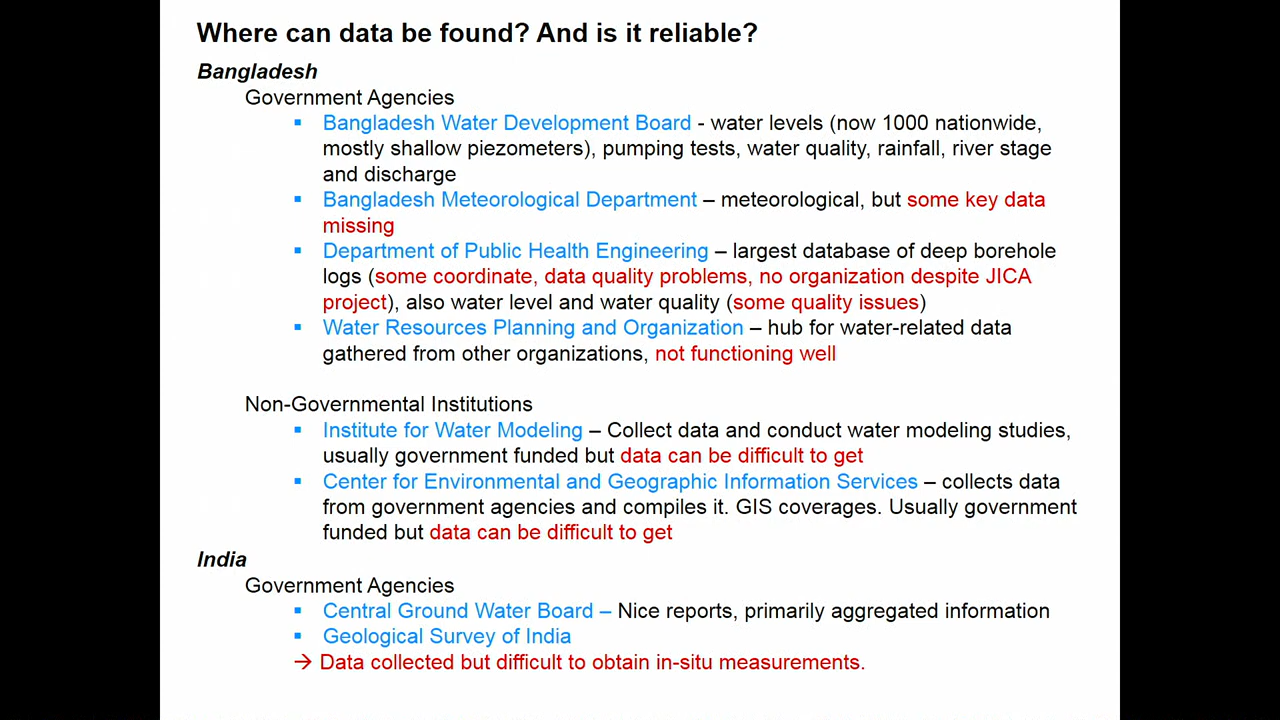 Where can data be found? And is it reliable?
Bangladesh
Government Agencies
▪ Bangladesh Water Development Board - water levels (now 1000 nationwide,
mostly shallow piezometers), pumping tests, water quality, rainfall, river stage
and discharge
▪ Bangladesh Meteorological Department – meteorological, but some key data
missing
▪ Department of Public Health Engineering – largest database of deep borehole
logs (some coordinate, data quality problems, no organization despite JICA
project), also water level and water quality (some quality issues)
▪ Water Resources Planning and Organization – hub for water-related data
gathered from other organizations, not functioning well
Non-Governmental Institutions
▪ Institute for Water Modeling – Collect data and conduct water modeling studies,
usually government funded but data can be difficult to get
▪ Center for Environmental and Geographic Information Services – collects data
from government agencies and compiles it. GIS coverages. Usually government
funded but data can be difficult to get
India
Government Agencies
▪ Central Ground Water Board – Nice reports, primarily aggregated information
▪ Geological Survey of India
→ Data collected but difficult to obtain in-situ measurements.